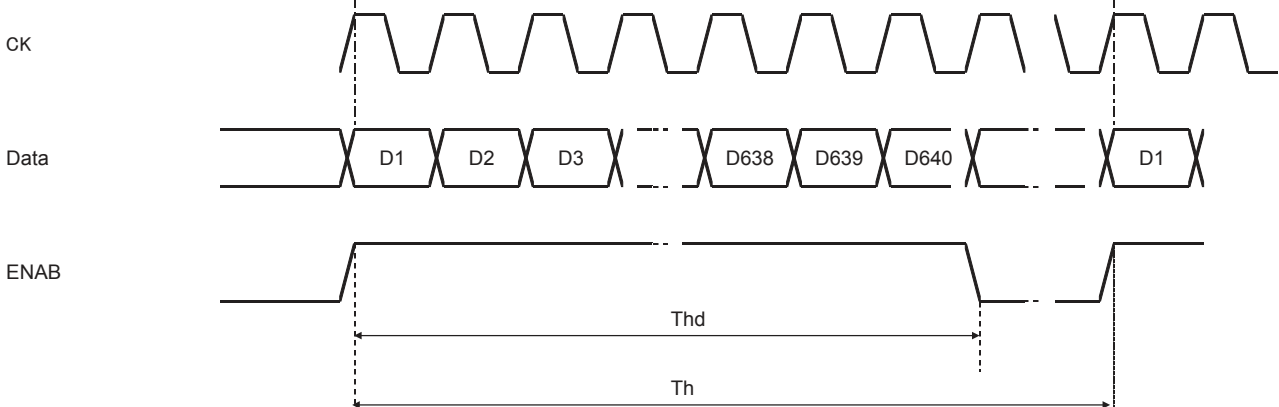 CK
Data
D1 D2 D3 D638 D639 D640 D1
ENAB
Thd
Th